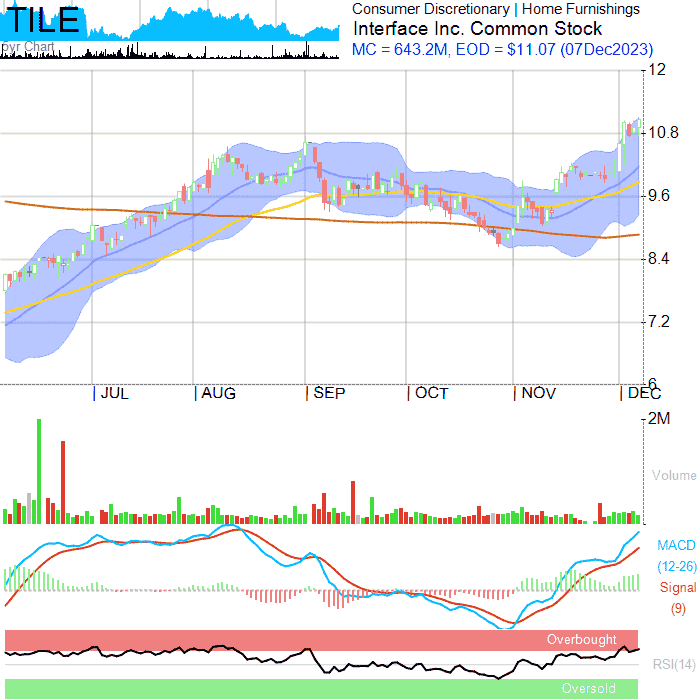 TILE
5yr Chart
Consumer Discretionary | Home Furnishings
Interface Inc. Common Stock
MC = 643.2M, EOD = $11.07 (07Dec2023)
12
10.8
9.6
8.4
7.2
6
| JUL | AUG | SEP | OCT | NOV | DEC
2M
Volume
MACD
(12-26)
Signal
(9)
Overbought
RSI(14)
Oversold